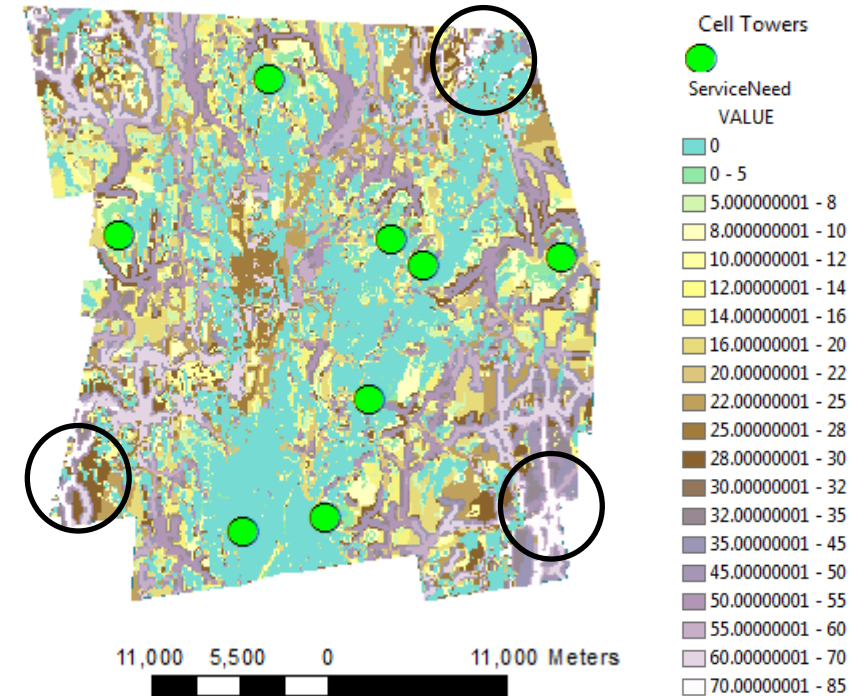 Cell Towers
ServiceNeed
VALUE
0
0 - 5
5.000000001 - 8
8.000000001 - 10
10.00000001 - 12
12.00000001 - 14
14.00000001 - 16
16.00000001 - 20
20.00000001 - 22
22.00000001 - 25
25.00000001 - 28
28.00000001 - 30
30.00000001 - 32
32.00000001 - 35
35.00000001 - 45
45.00000001 - 50
50.00000001 - 55
55.00000001 - 60
60.00000001 - 70
70.00000001 - 85
11,000 5,500 0 11,000 Meters